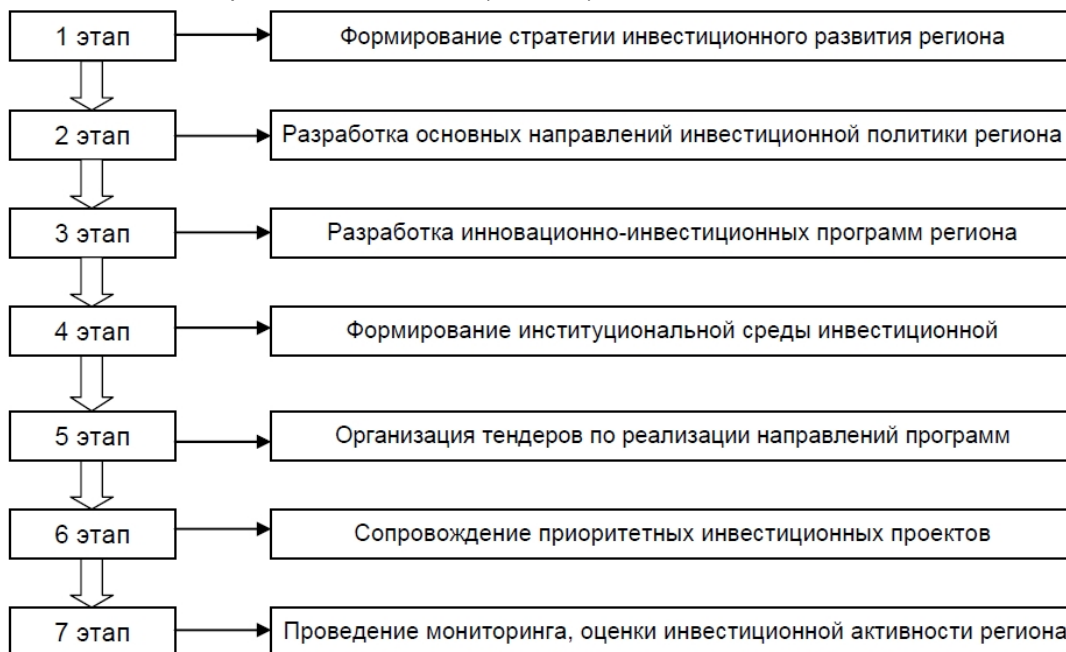 1 этап
Формирование стратегии инвестиционного развития региона
2 этап
Разработка основных направлений инвестиционной политики региона
3 этап
Разработка инновационно-инвестиционных программ региона
4 этап
Формирование институциональной среды инвестиционной
5 этап
Организация тендеров по реализации направлений программ
6 этап
Сопровождение приоритетных инвестиционных проектов
7 этап
Проведение мониторинга, оценки инвестиционной активности региона